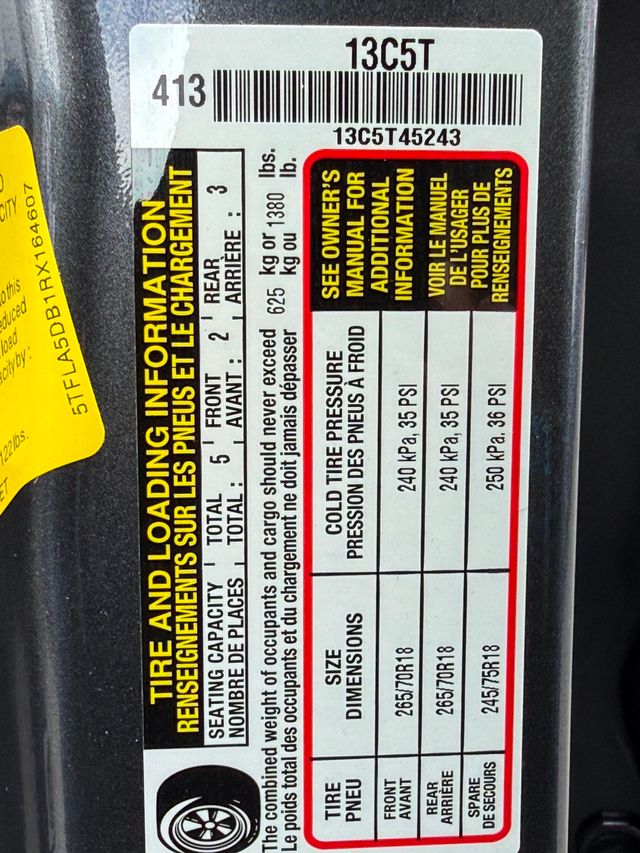 413
13C5T
13C5T45243
TIRE AND LOADING INFORMATION
RENSEIGNEMENTS SUR LES PNEUS ET LE CHARGEMENT
SEATING CAPACITY TOTAL 5 FRONT 2 REAR 3
NOMBRE DE PLACES TOTAL : AVANT : ARRIÈRE :
The combined weight of occupants and cargo should never exceed 625 kg or 1380 lbs.
Le poids total des occupants et du chargement ne doit jamais dépasser kg ou lb.
TIRE SIZE COLD TIRE PRESSURE
PNEU DIMENSIONS PRESSION DES PNEUS À FROID
FRONT 265/70R18 240 kPa, 35 PSI
AVANT
REAR 265/70R18 240 kPa, 35 PSI
ARRIÈRE
SPARE 245/75R18 250 kPa, 36 PSI
DE SECOURS
SEE OWNER'S
MANUAL FOR
ADDITIONAL
INFORMATION
VOIR LE MANUEL
DE L'USAGER
POUR PLUS DE
RENSEIGNEMENTS
this
load
by :
5TFLA5DB1RX164607
lbs.